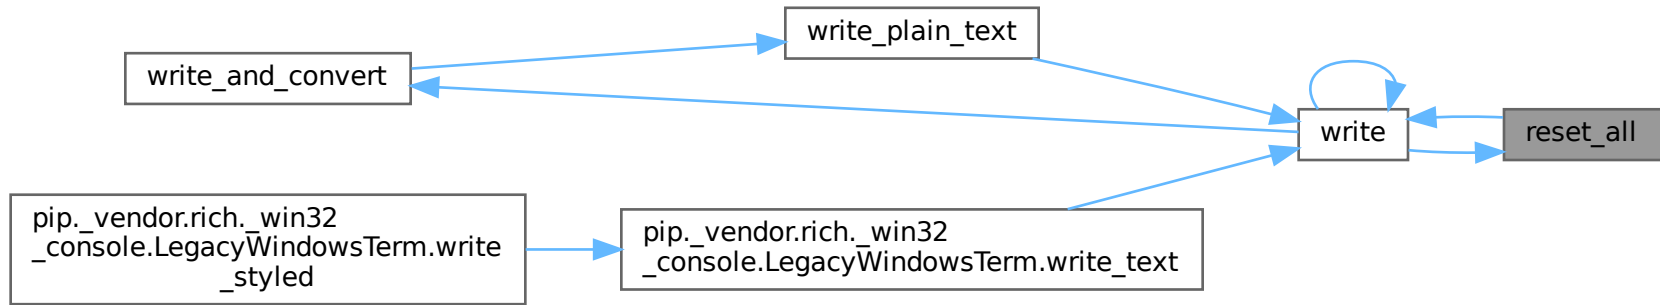 write_plain_text
write_and_convert
write
reset_all
pip._vendor.rich._win32
_console.LegacyWindowsTerm.write
_styled
pip._vendor.rich._win32
_console.LegacyWindowsTerm.write_text